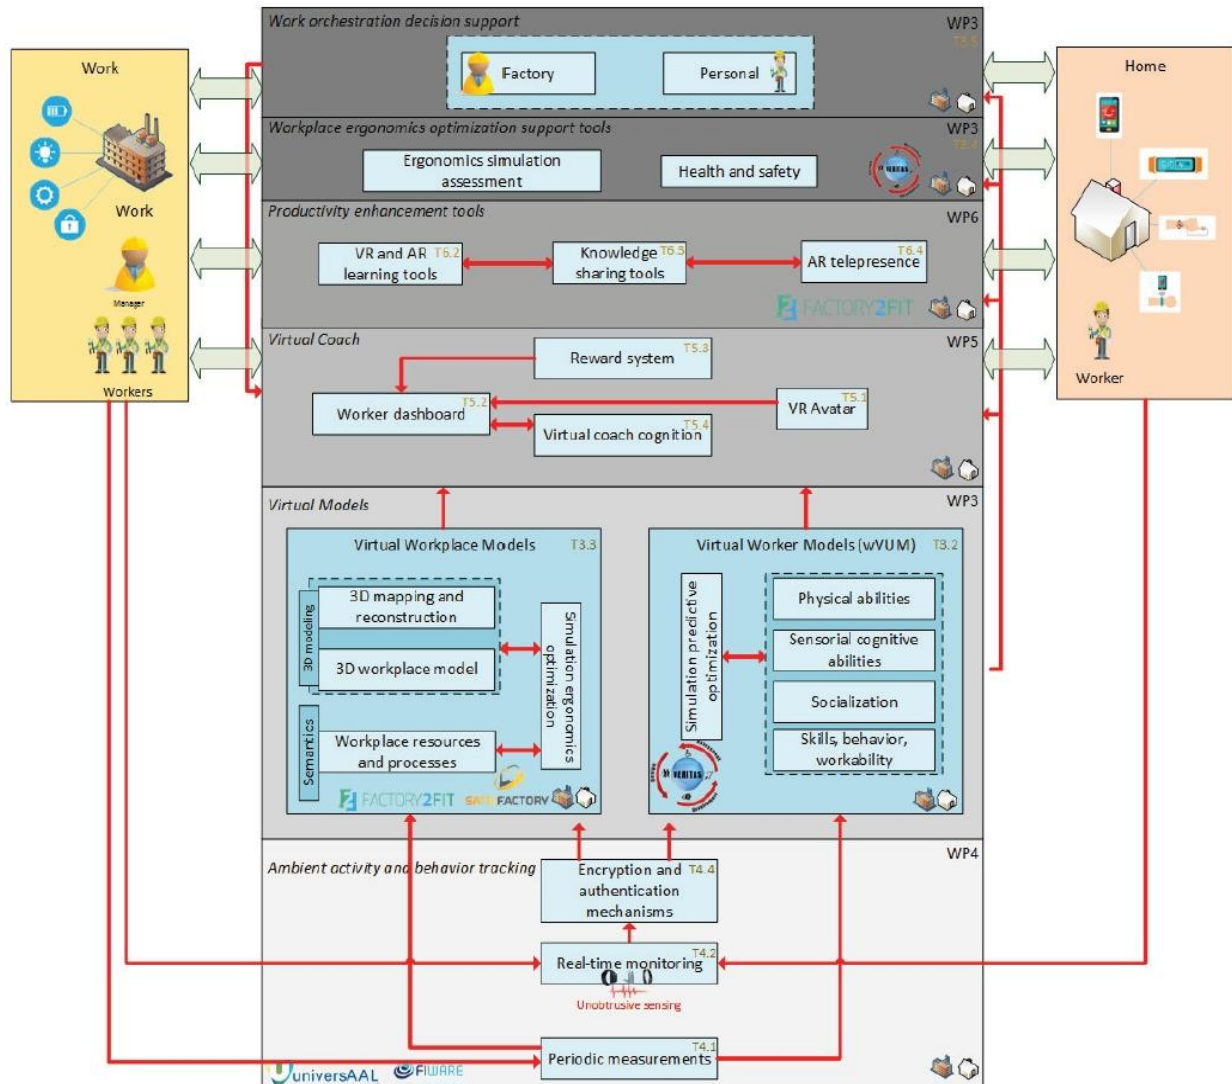 Work orchestration decision support
WP3
T3.5
Factory
Personal
Work
Work
Manager
Workers
Home
Worker
Workplace ergonomics optimization support tools
WP3
T3.4
Ergonomics simulation
assessment
Health and safety
VERITAS
Productivity enhancement tools
WP6
VR and AR
learning tools
T6.2
Knowledge
sharing tools
T6.5
AR telepresence
T6.4
FACTORY2FIT
Virtual Coach
WP5
Reward system
T5.3
Worker dashboard
T5.2
VR Avatar
T5.1
Virtual coach cognition
T5.4
Virtual Models
WP3
Virtual Workplace Models
T3.3
3D modeling
3D mapping and
reconstruction
3D workplace model
Simulation ergonomics
optimization
Semantics
Workplace resources
and processes
FACTORY2FIT
SATISFACTORY
Virtual Worker Models (wVUM)
T3.2
Simulation predictive
optimization
Physical abilities
Sensorial cognitive
abilities
Socialization
Skills, behavior,
workability
VERITAS
Ambient activity and behavior tracking
WP4
Encryption and
authentication
mechanisms
T4.4
Real-time monitoring
T4.2
Unobtrusive sensing
Periodic measurements
T4.1
universAAL
FIWARE